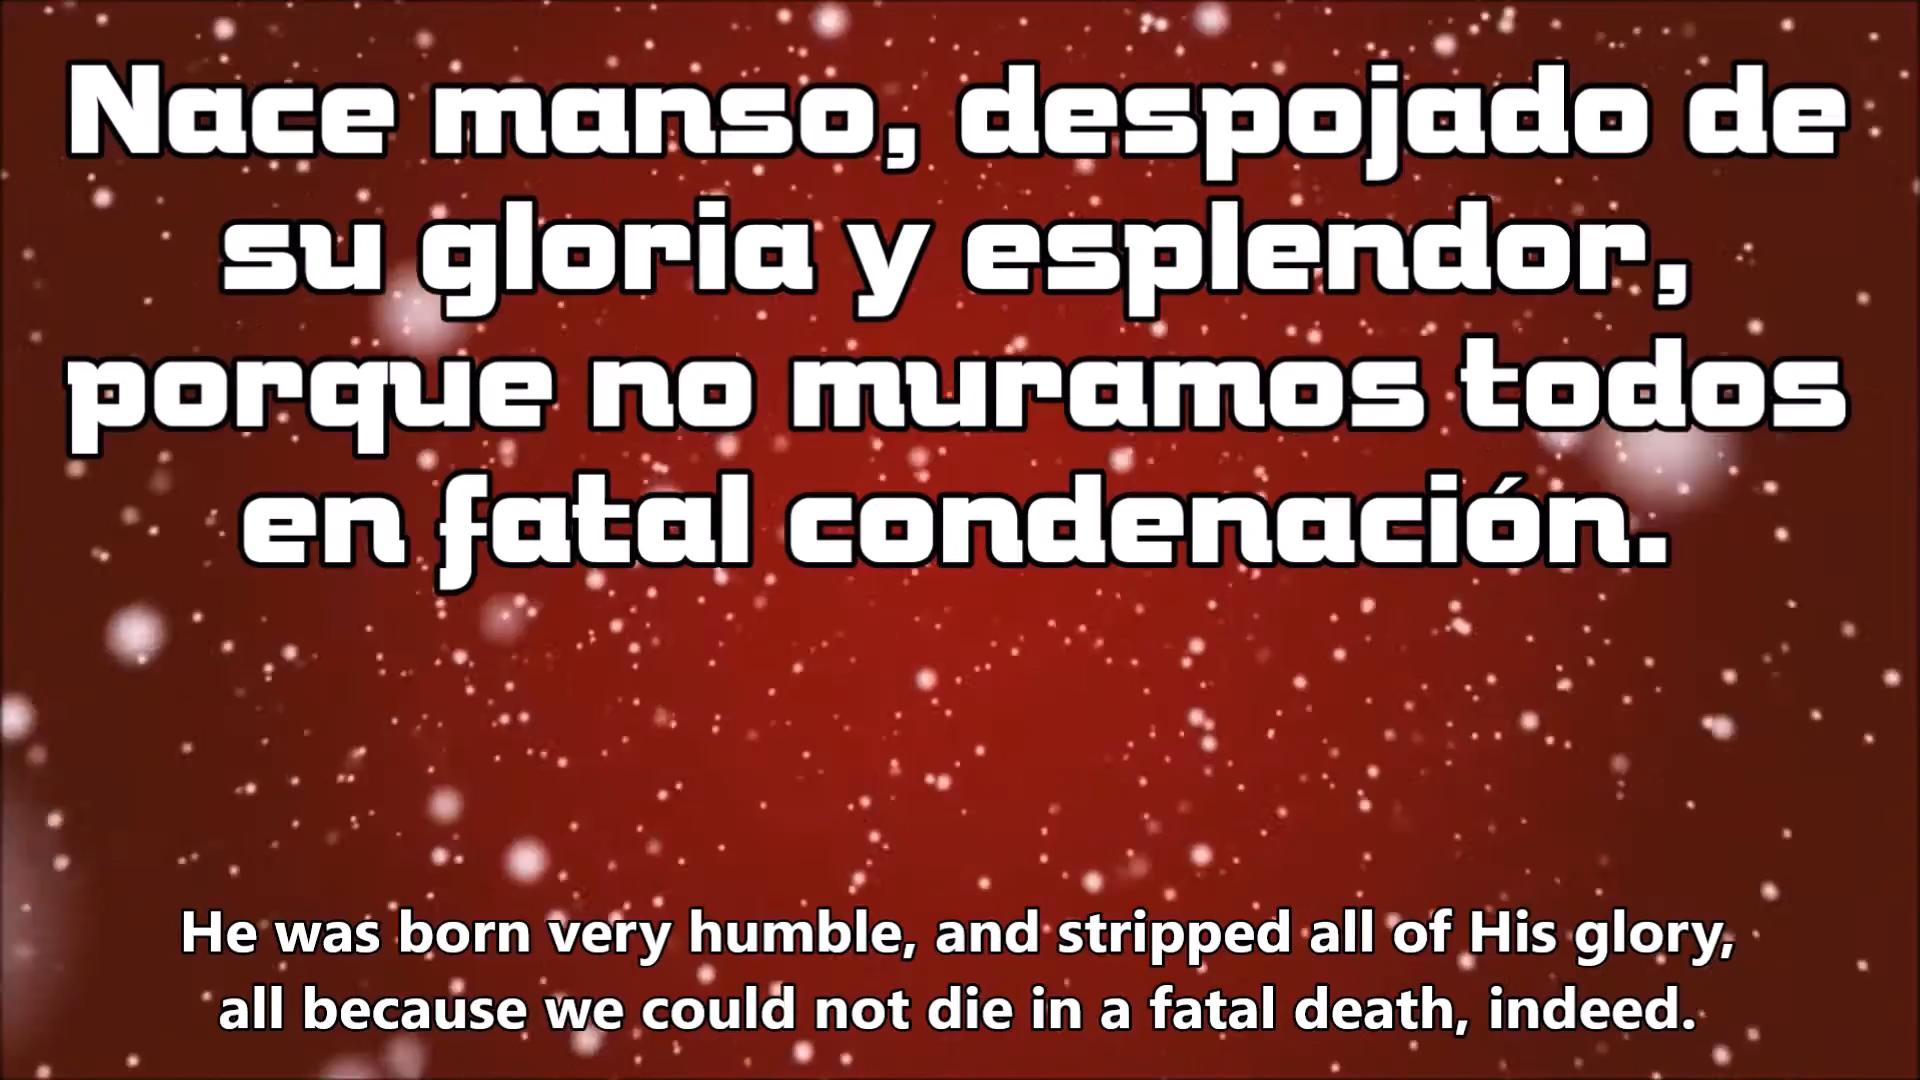 Nace manso, despojado de
su gloria y esplendor,
porque no muramos todos
en fatal condenación.
He was born very humble, and stripped all of His glory,
all because we could not die in a fatal death, indeed.